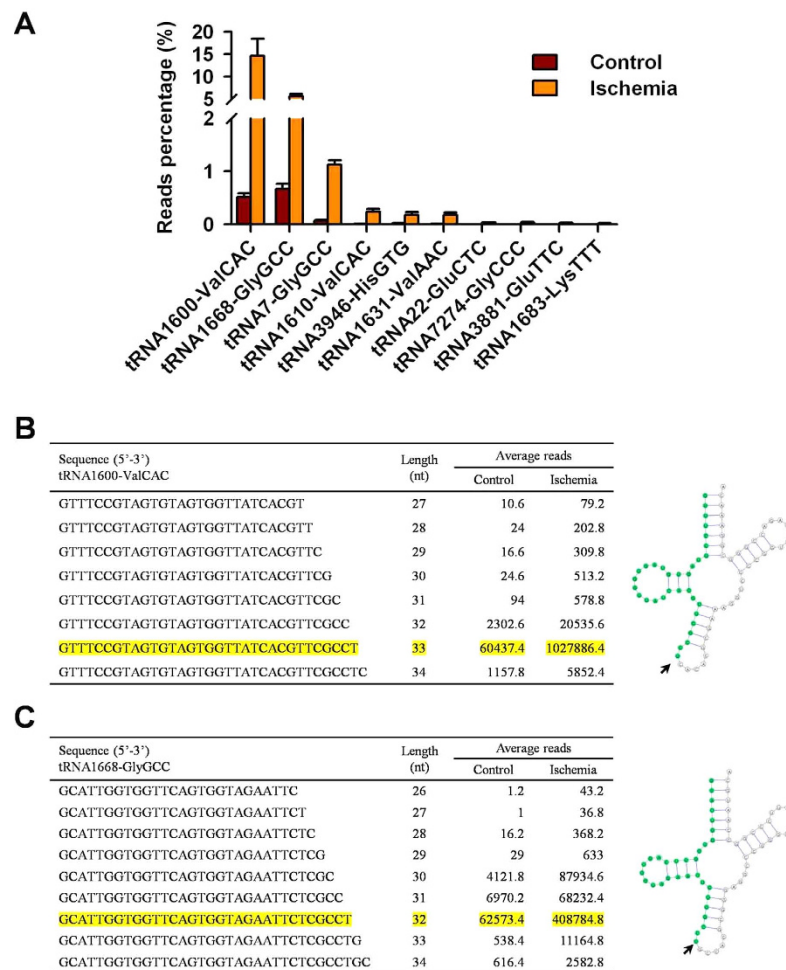 A
Reads percentage (%)
20
15
10
5
2
1
0
Control
Ischemia
tRNA1600-ValCAC
tRNA1668-GlyGCC
tRNA7-GlyGCC
tRNA1610-ValCAC
tRNA3946-HisGTG
tRNA1631-ValAAC
tRNA22-GluCTC
tRNA7274-GlyCCC
tRNA3881-GluTTC
tRNA1683-LysTTT
B
Sequence (5'-3') Length Average reads
tRNA1600-ValCAC (nt) Control Ischemia
GTTTCCGTAGTGTAGTGGTTATCACGT 27 10.6 79.2
GTTTCCGTAGTGTAGTGGTTATCACGTT 28 24 202.8
GTTTCCGTAGTGTAGTGGTTATCACGTTC 29 16.6 309.8
GTTTCCGTAGTGTAGTGGTTATCACGTTCG 30 24.6 513.2
GTTTCCGTAGTGTAGTGGTTATCACGTTCGC 31 94 578.8
GTTTCCGTAGTGTAGTGGTTATCACGTTCGCC 32 2302.6 20535.6
GTTTCCGTAGTGTAGTGGTTATCACGTTCGCCT 33 60437.4 1027886.4
GTTTCCGTAGTGTAGTGGTTATCACGTTCGCCTC 34 1157.8 5852.4
C
Sequence (5'-3') Length Average reads
tRNA1668-GlyGCC (nt) Control Ischemia
GCATTGGTGGTTCAGTGGTAGAATTC 26 1.2 43.2
GCATTGGTGGTTCAGTGGTAGAATTCT 27 1 36.8
GCATTGGTGGTTCAGTGGTAGAATTCTC 28 16.2 368.2
GCATTGGTGGTTCAGTGGTAGAATTCTCG 29 29 633
GCATTGGTGGTTCAGTGGTAGAATTCTCGC 30 4121.8 87934.6
GCATTGGTGGTTCAGTGGTAGAATTCTCGCC 31 6970.2 68232.4
GCATTGGTGGTTCAGTGGTAGAATTCTCGCCT 32 62573.4 408784.8
GCATTGGTGGTTCAGTGGTAGAATTCTCGCCTG 33 538.4 11164.8
GCATTGGTGGTTCAGTGGTAGAATTCTCGCCTGC 34 616.4 2582.8